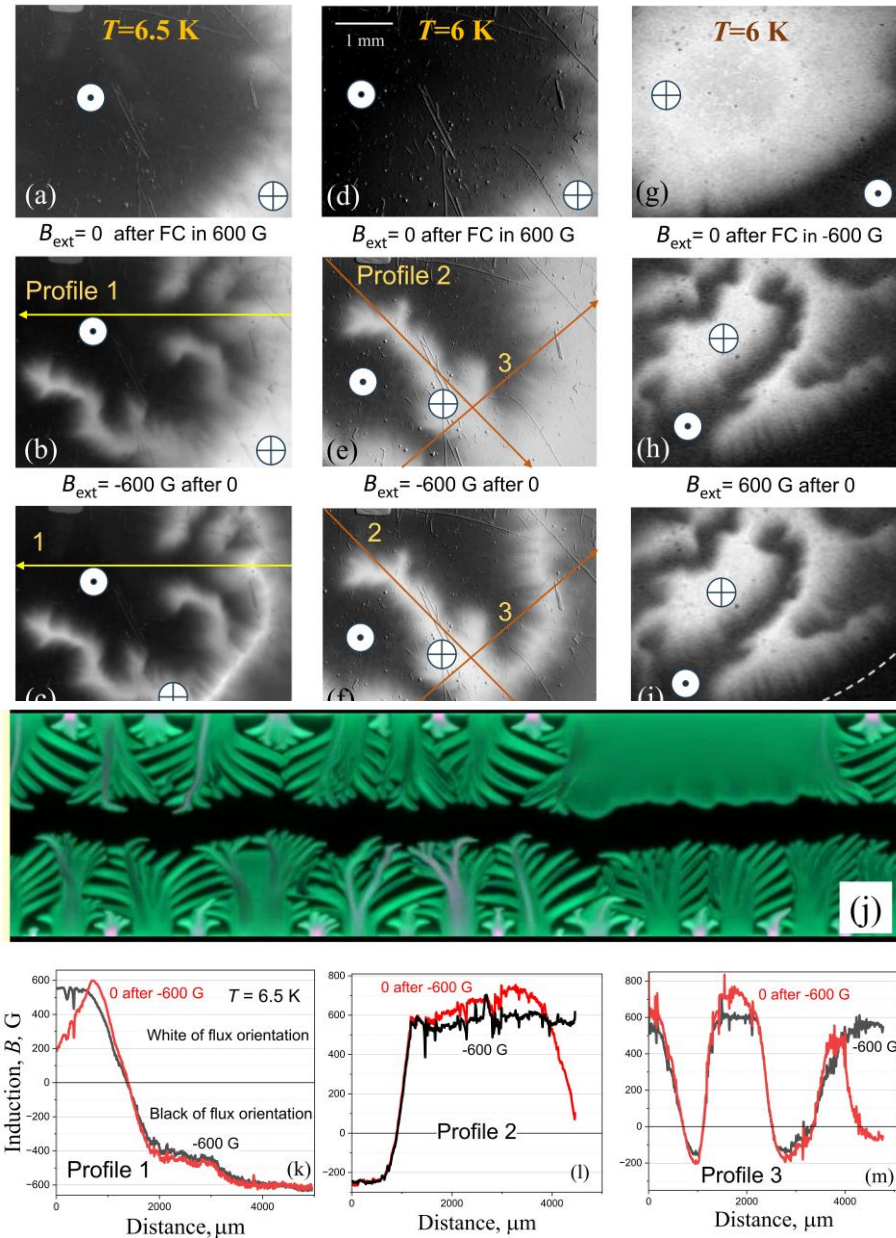 T=6.5 K
T=6 K
T=6 K
1 mm
(a)
(d)
(g)
Bext= 0 after FC in 600 G
Bext= 0 after FC in 600 G
Bext= 0 after FC in -600 G
Profile 1
Profile 2
3
(b)
(e)
(h)
Bext= -600 G after 0
Bext= -600 G after 0
Bext= 600 G after 0
1
2
3
(c)
(f)
(i)
(j)
600
400
200
0
−200
−400
−600
0 after -600 G
T = 6.5 K
White of flux orientation
Black of flux orientation
-600 G
Profile 1
(k)
0
2000
4000
Distance, μm
Induction, B, G
800
600
400
200
0
−200
0 after -600 G
-600 G
Profile 2
(l)
0
2000
4000
Distance, μm
800
600
400
200
0
−200
0 after -600 G
-600 G
Profile 3
(m)
0
2000
4000
Distance, μm